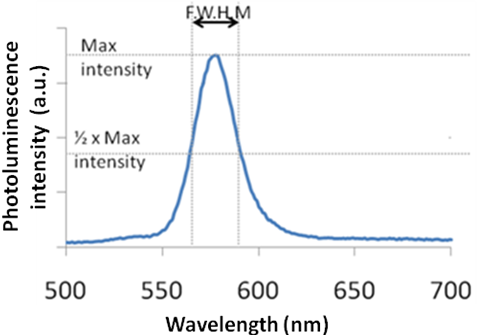 F.W.H.M
Max
intensity
½ x Max
intensity
Photoluminescence
intensity (a.u.)
500 550 600 650 700
Wavelength (nm)